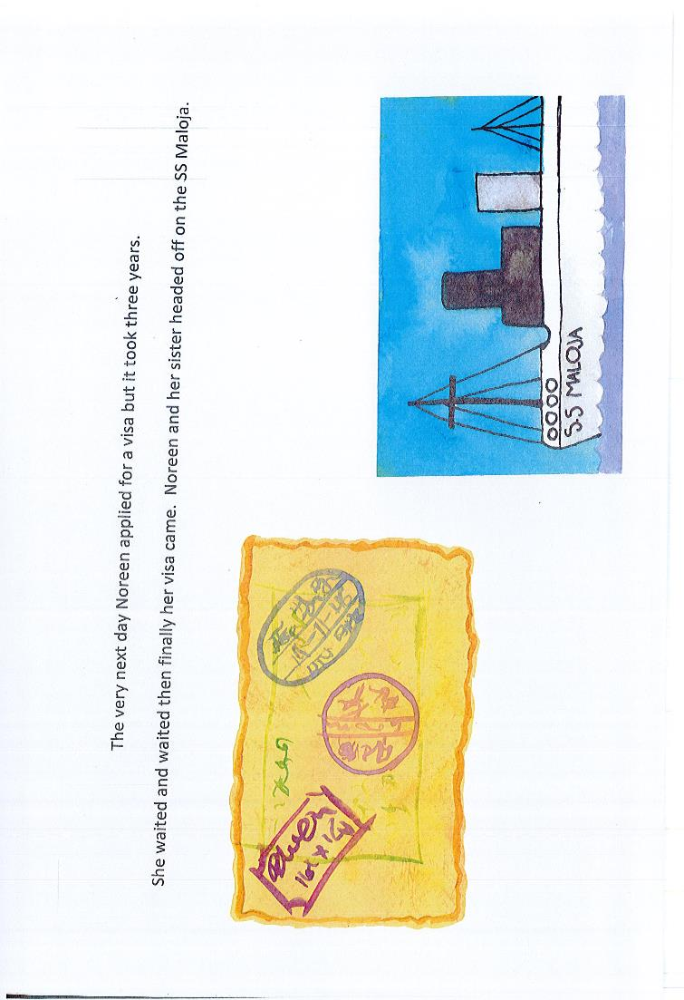 The very next day Noreen applied for a visa but it took three years.
She waited and waited then finally her visa came.  Noreen and her sister headed off on the SS Maloja.
S.S MALOJA